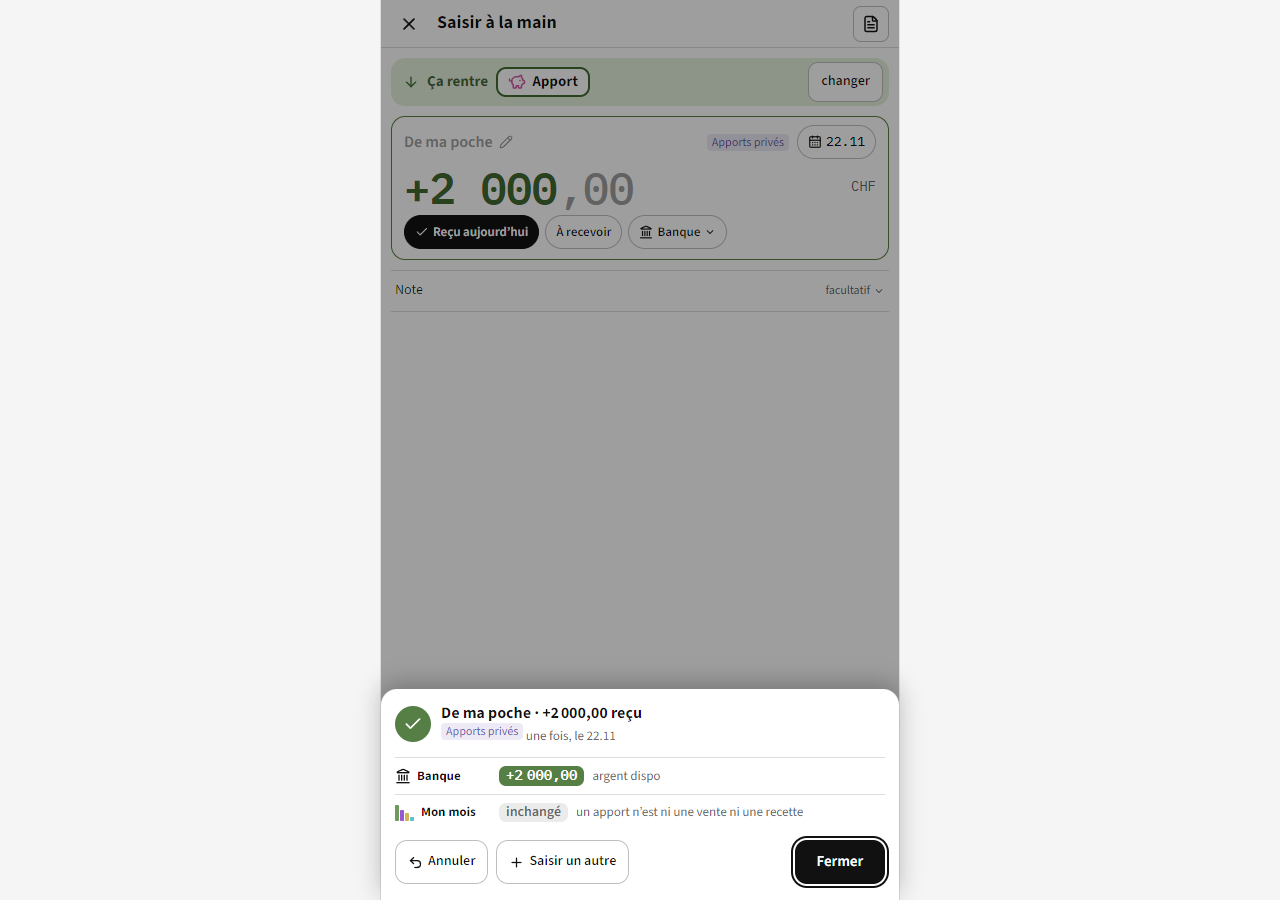 Saisir à la main
Ça rentre Apport changer
De ma poche Apports privés 22.11
+2 000,00 CHF
Reçu aujourd’hui À recevoir Banque
Note facultatif
De ma poche · +2 000,00 reçu
Apports privés une fois, le 22.11
Banque +2 000,00 argent dispo
Mon mois inchangé un apport n’est ni une vente ni une recette
Annuler Saisir un autre Fermer